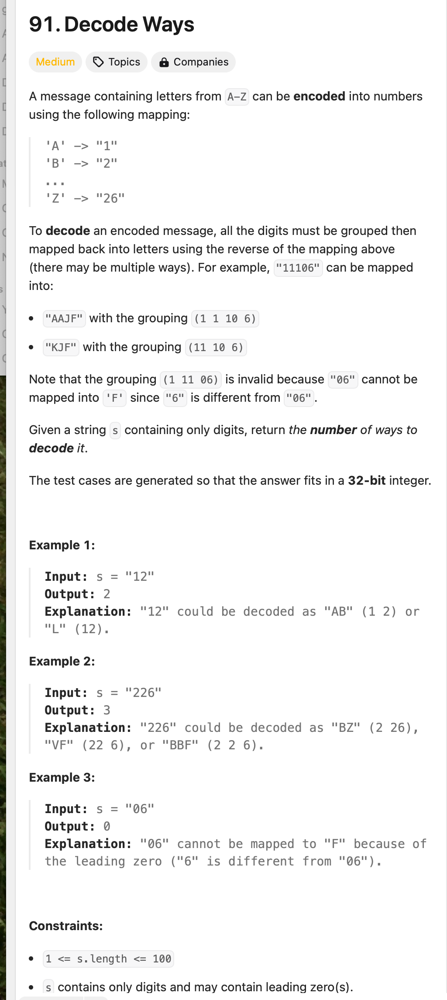 91. Decode Ways
Medium Topics Companies
A message containing letters from A-Z can be encoded into numbers
using the following mapping:
'A' -> "1"
'B' -> "2"
...
'Z' -> "26"
To decode an encoded message, all the digits must be grouped then
mapped back into letters using the reverse of the mapping above
(there may be multiple ways). For example, "11106" can be mapped
into:
• "AAJF" with the grouping (1 1 10 6)
• "KJF" with the grouping (11 10 6)
Note that the grouping (1 11 06) is invalid because "06" cannot be
mapped into 'F' since "6" is different from "06".
Given a string s containing only digits, return the number of ways to
decode it.
The test cases are generated so that the answer fits in a 32-bit integer.
Example 1:
Input: s = "12"
Output: 2
Explanation: "12" could be decoded as "AB" (1 2) or
"L" (12).
Example 2:
Input: s = "226"
Output: 3
Explanation: "226" could be decoded as "BZ" (2 26),
"VF" (22 6), or "BBF" (2 2 6).
Example 3:
Input: s = "06"
Output: 0
Explanation: "06" cannot be mapped to "F" because of
the leading zero ("6" is different from "06").
Constraints:
• 1 <= s.length <= 100
• s contains only digits and may contain leading zero(s).